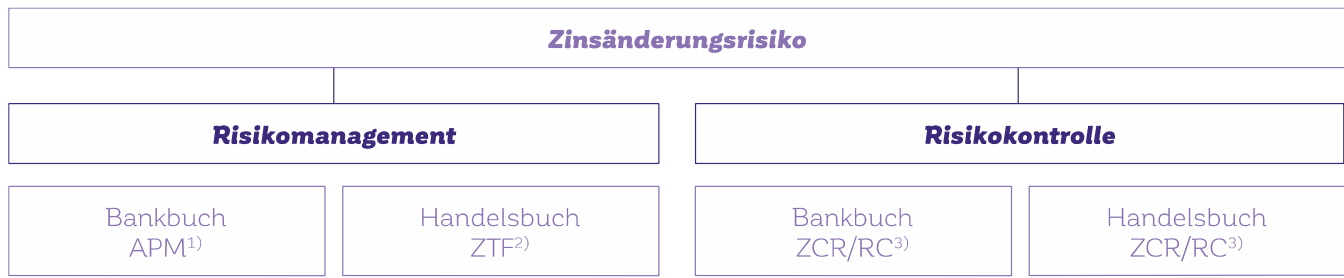 Zinsänderungsrisiko
Risikomanagement
Risikokontrolle
Bankbuch
APM1)
Handelsbuch
ZTF2)
Bankbuch
ZCR/RC3)
Handelsbuch
ZCR/RC3)